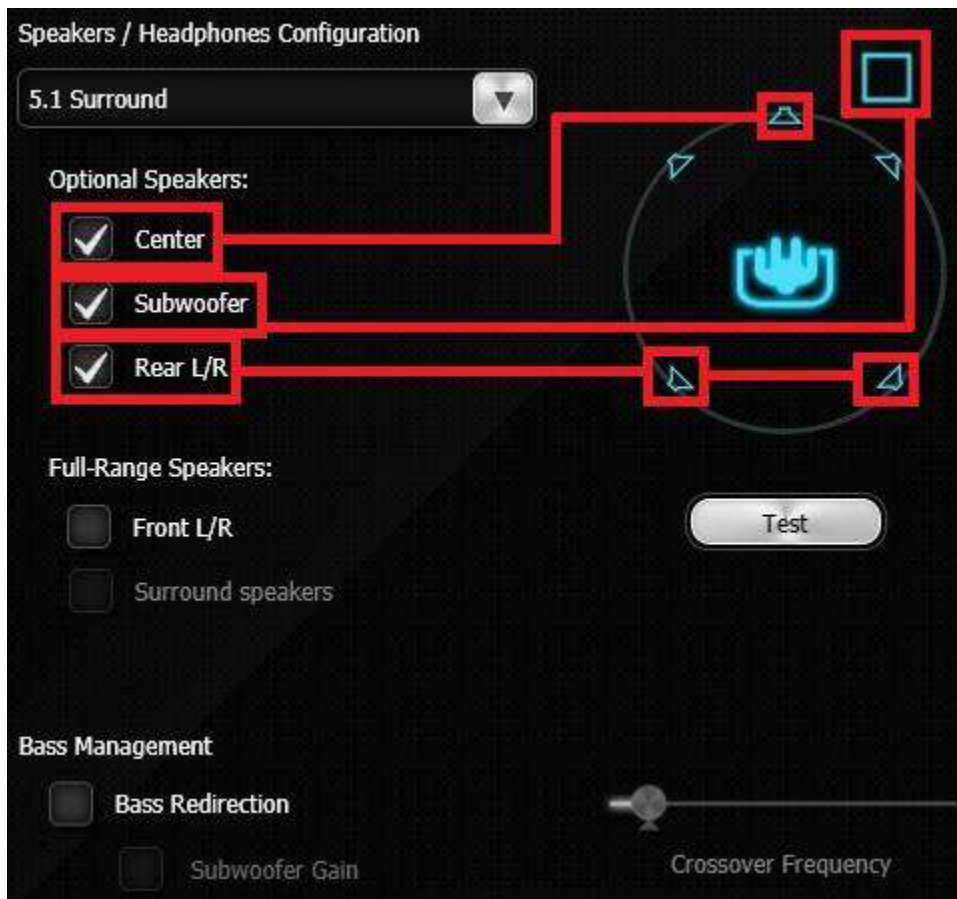 Speakers / Headphones Configuration
5.1 Surround
Optional Speakers:
Center
Subwoofer
Rear L/R
Full-Range Speakers:
Front L/R
Test
Surround speakers
Bass Management
Bass Redirection
Subwoofer Gain
Crossover Frequency